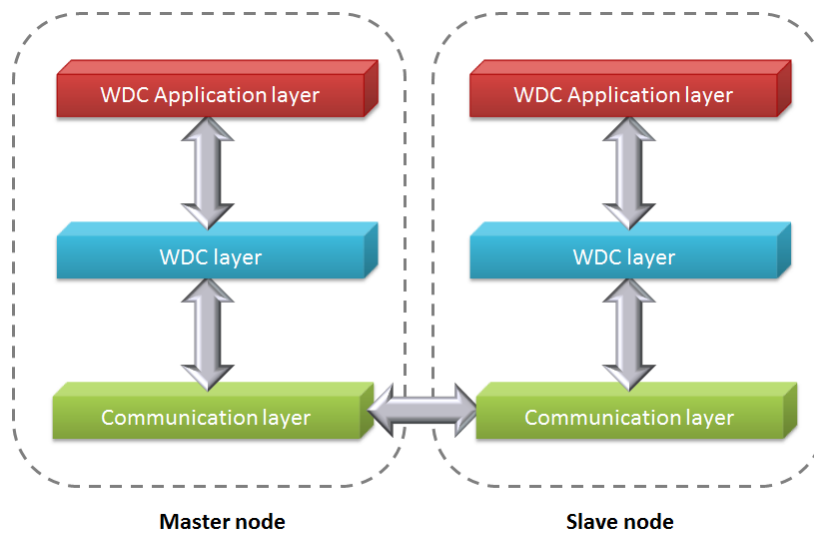 WDC Application layer
WDC layer
Communication layer
Master node
WDC Application layer
WDC layer
Communication layer
Slave node